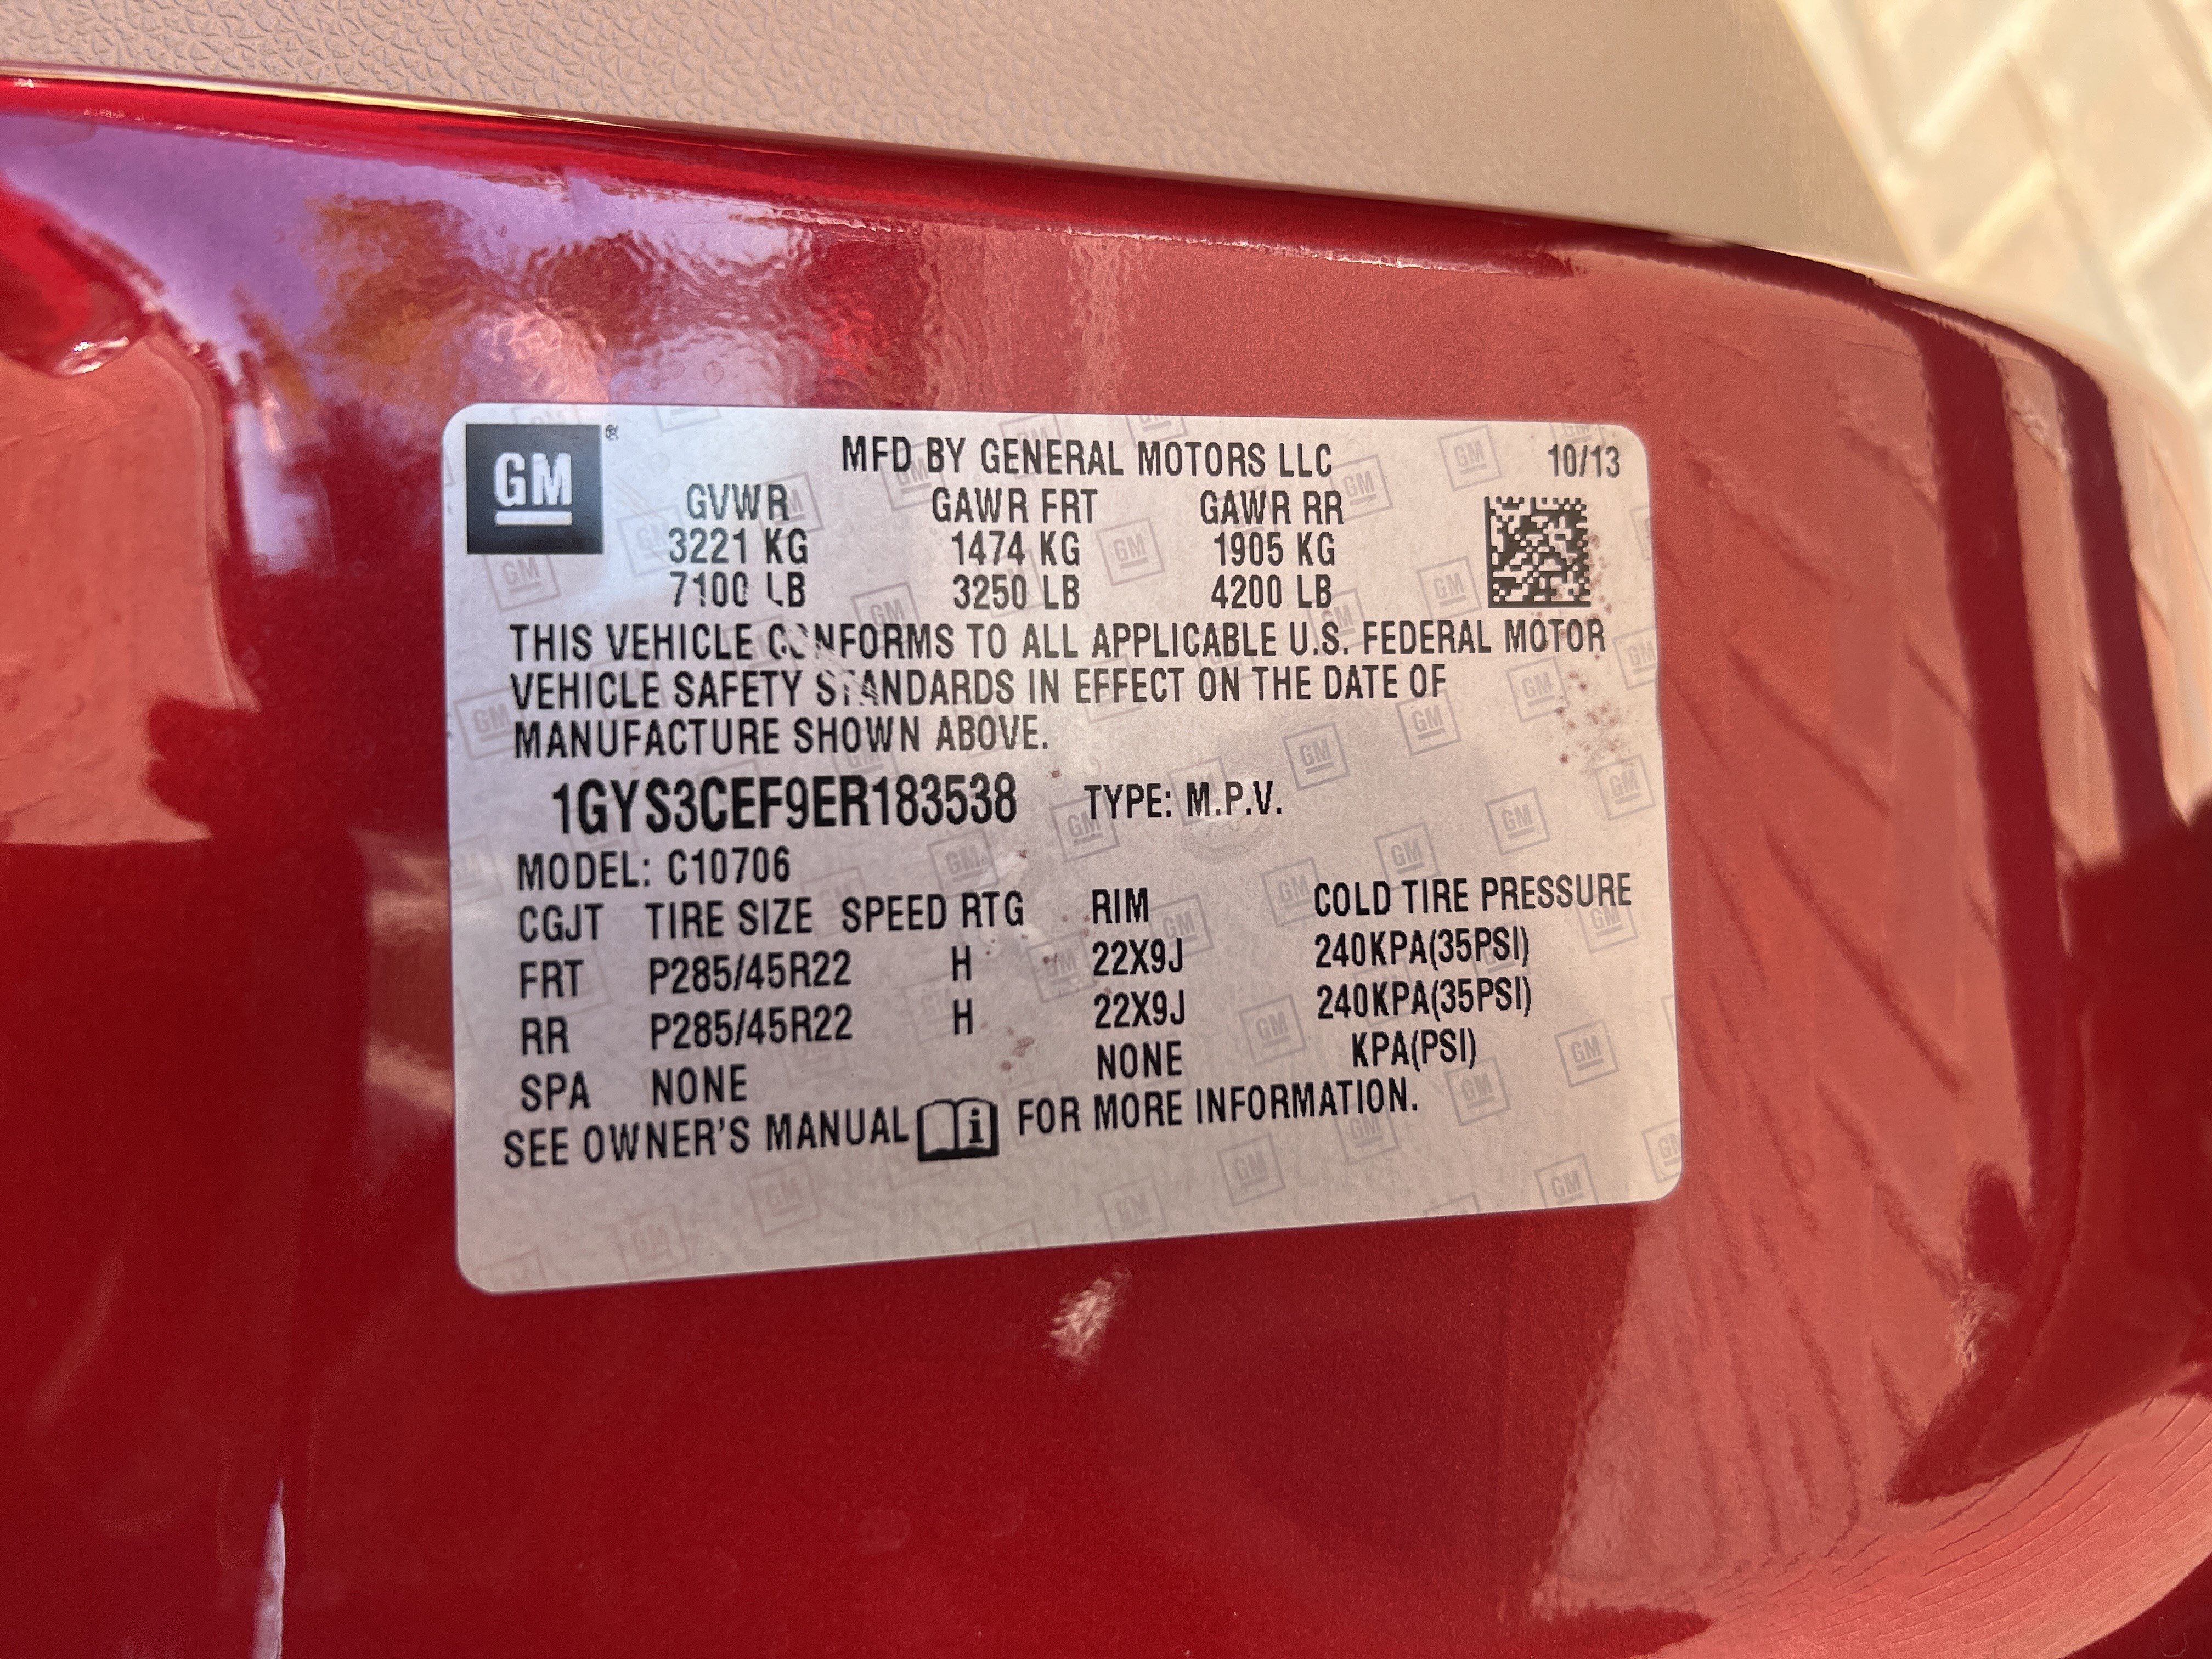 GM ®
MFD BY GENERAL MOTORS LLC 10/13
GVWR GAWR FRT GAWR RR
3221 KG 1474 KG 1905 KG
7100 LB 3250 LB 4200 LB
THIS VEHICLE CONFORMS TO ALL APPLICABLE U.S. FEDERAL MOTOR
VEHICLE SAFETY STANDARDS IN EFFECT ON THE DATE OF
MANUFACTURE SHOWN ABOVE.
1GYS3CEF9ER183538 TYPE: M.P.V.
MODEL: C10706
CGJT TIRE SIZE SPEED RTG RIM COLD TIRE PRESSURE
FRT P285/45R22 H 22X9J 240KPA(35PSI)
RR P285/45R22 H 22X9J 240KPA(35PSI)
SPA NONE NONE KPA(PSI)
SEE OWNER'S MANUAL FOR MORE INFORMATION.